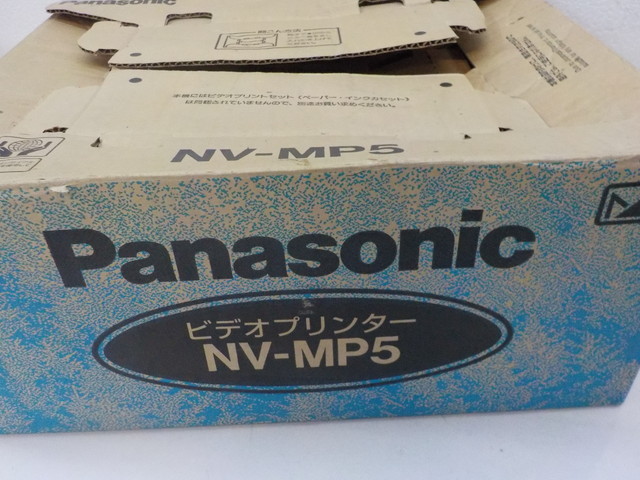 Panasonic
本機にはビデオプリントセット(ペーパー・インクカセット)
は同梱されていませんので、別途お買い求めください。
NV-MP5
Panasonic
ビデオプリンター
NV-MP5